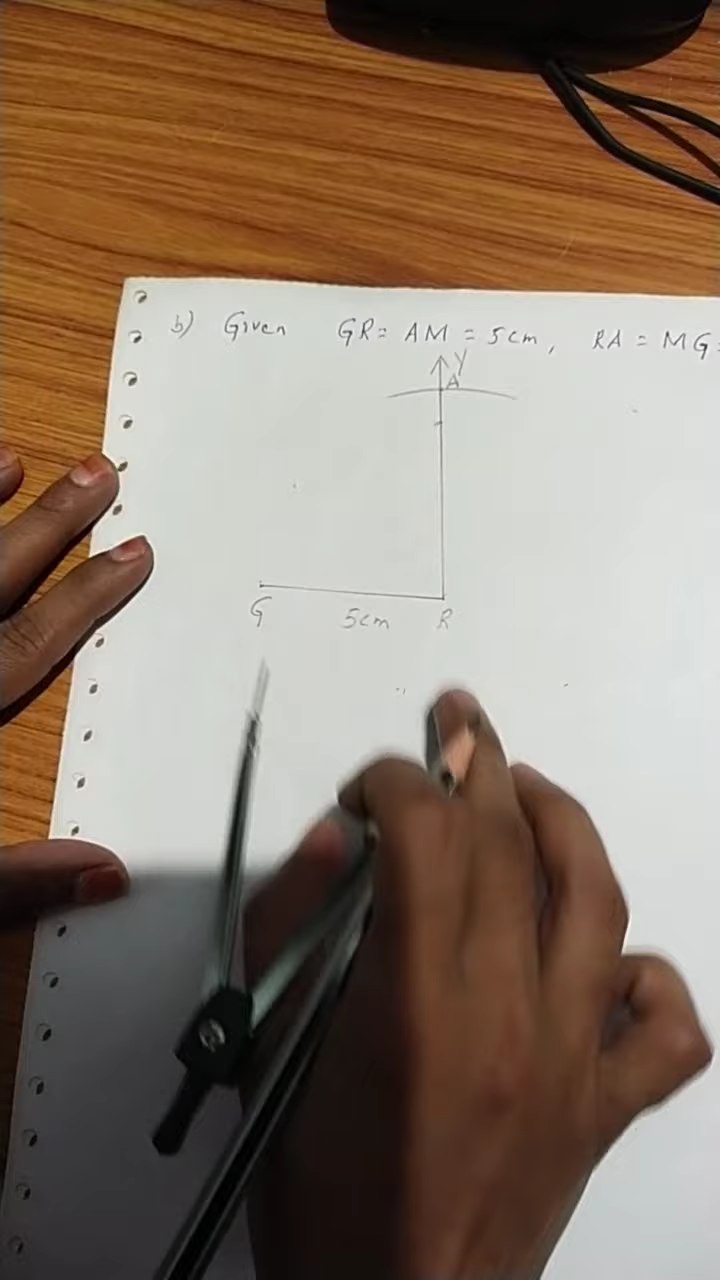 b) Given GR = AM = 5cm, RA = MG =
Y
A
G 5cm R